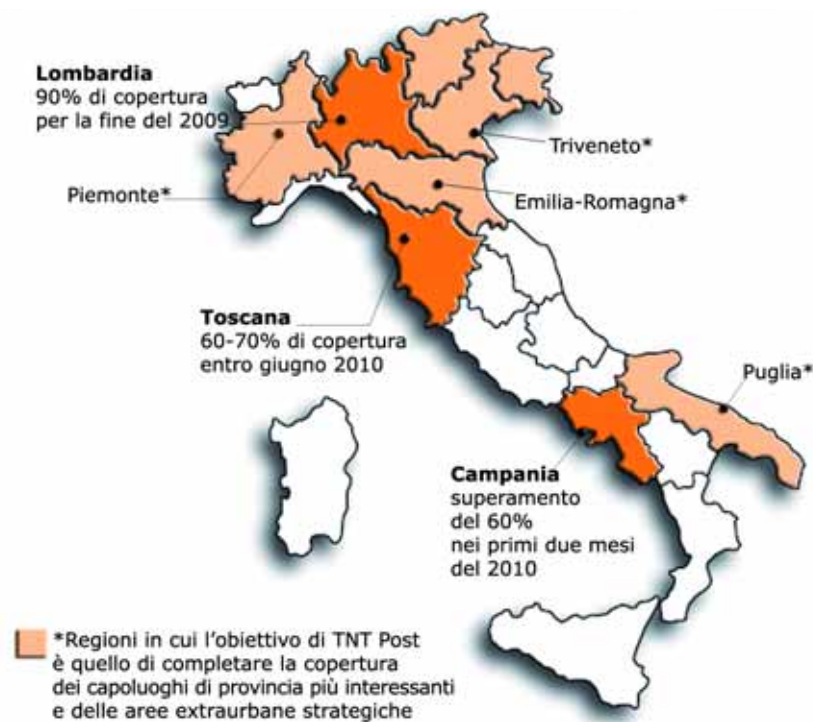 Lombardia
90% di copertura
per la fine del 2009
Piemonte*
Triveneto*
Emilia-Romagna*
Toscana
60-70% di copertura
entro giugno 2010
Puglia*
Campania
superamento
del 60%
nei primi due mesi
del 2010
*Regioni in cui l'obiettivo di TNT Post
è quello di completare la copertura
dei capoluoghi di provincia più interessanti
e delle aree extraurbane strategiche